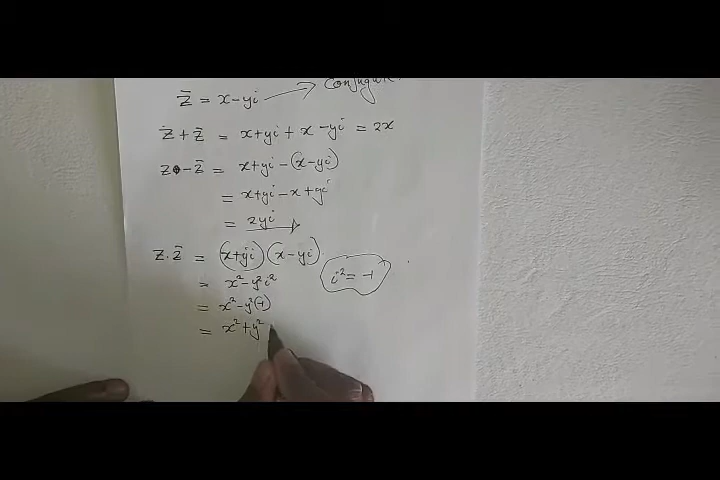 z̄ = x-yi → Conjugate
z + z̄ = x+yi + x -yi = 2x
z - z̄ = x+yi -(x-yi)
= x+yi -x + yi
= 2yi
z.z̄ = (x+yi)(x-yi)
= x²-y²i²
i² = -1
= x²-y²(-1)
= x²+y²